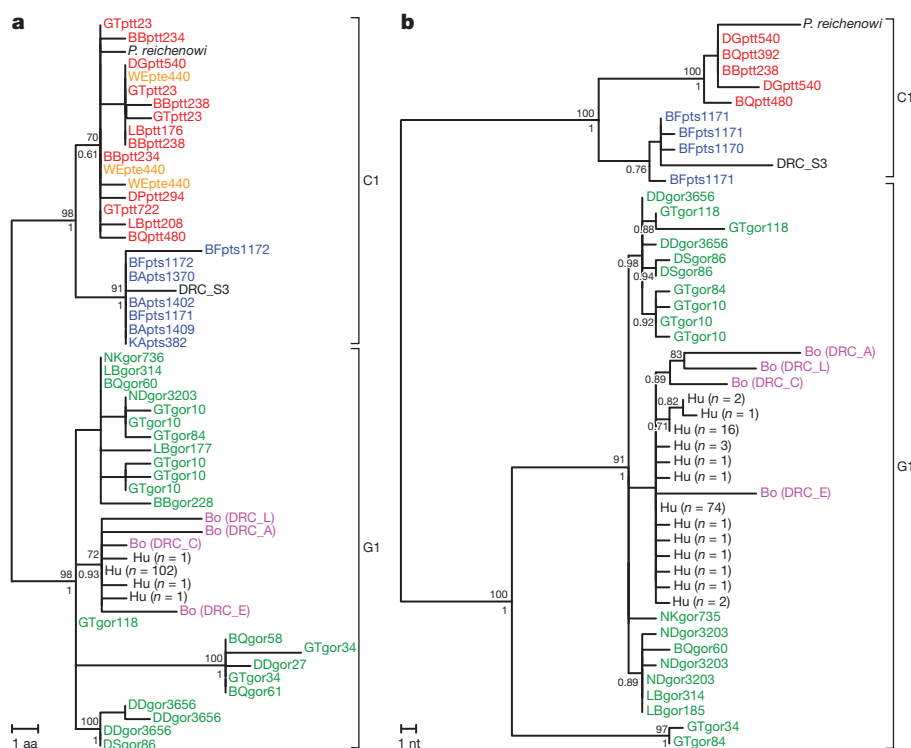 a
GTptt23
BBptt234
P. reichenowi
DGptt540
WEpte440
GTptt23
BBptt238
GTptt23
LBptt176
BBptt238
70
0.61
BBptt234
WEpte440
WEpte440
DPptt294
GTptt722
LBptt208
BQptt480
98
1
BFpts1172
BFpts1172
BApts1370
91
1
DRC_S3
BApts1402
BFpts1171
BApts1409
KApts382
C1
NKgor736
LBgor314
BQgor60
NDgor3203
GTgor10
GTgor10
GTgor84
LBgor177
GTgor10
GTgor10
GTgor10
BBgor228
Bo (DRC_L)
Bo (DRC_A)
Bo (DRC_C)
72
0.93
Hu (n = 1)
Hu (n = 102)
Hu (n = 1)
Hu (n = 1)
98
1
Bo (DRC_E)
GTgor118
BQgor58
GTgor34
100
1
DDgor27
GTgor34
BQgor61
DDgor3656
DDgor3656
100
1
DDgor3656
DSgor86
G1
1 aa
b
P. reichenowi
DGptt540
BQptt392
BBptt238
100
1
DGptt540
BQptt480
100
1
BFpts1171
BFpts1171
BFpts1170
0.76
DRC_S3
BFpts1171
C1
DDgor3656
GTgor118
0.88
GTgor118
DDgor3656
0.98
DSgor86
0.94
DSgor86
GTgor84
GTgor10
0.92
GTgor10
GTgor10
83
Bo (DRC_A)
Bo (DRC_L)
0.89
Bo (DRC_C)
0.82
Hu (n = 2)
Hu (n = 1)
0.71
Hu (n = 16)
Hu (n = 3)
Hu (n = 1)
Hu (n = 1)
91
1
Bo (DRC_E)
Hu (n = 74)
Hu (n = 1)
Hu (n = 1)
Hu (n = 1)
Hu (n = 1)
Hu (n = 1)
Hu (n = 2)
100
1
NKgor735
NDgor3203
BQgor60
NDgor3203
0.89
NDgor3203
LBgor314
LBgor185
97
1
GTgor34
GTgor84
G1
1 nt